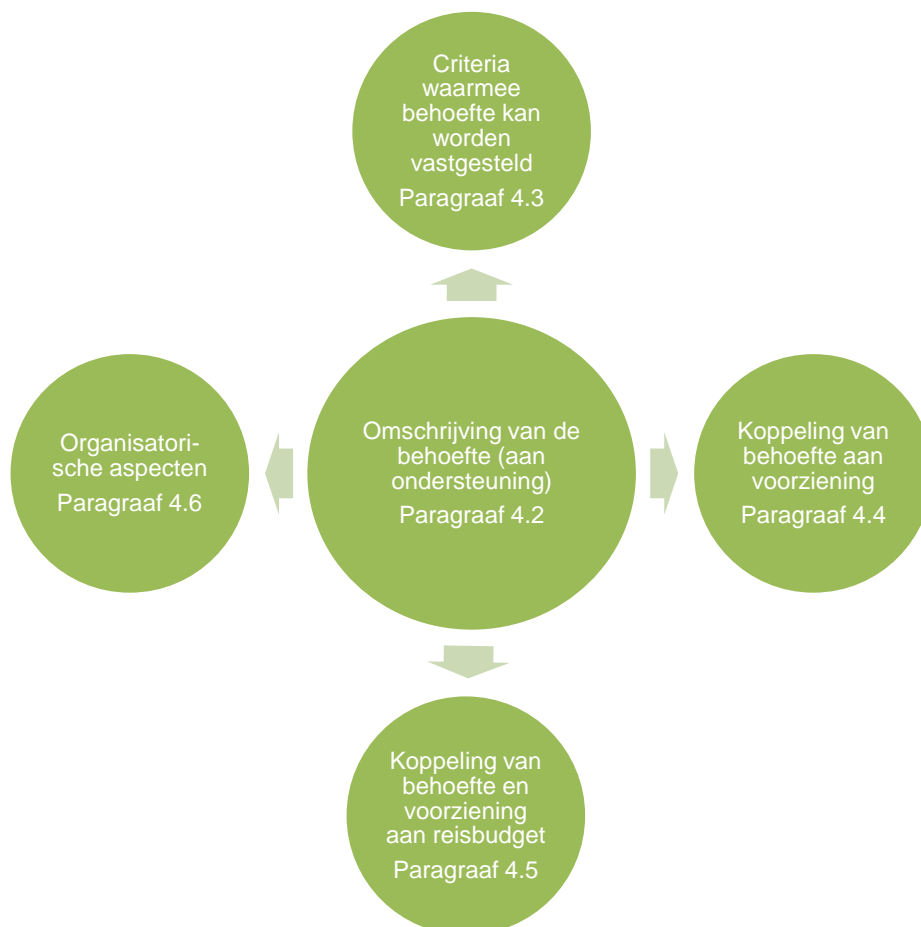 Criteria
waarmee
behoefte kan
worden
vastgesteld
Paragraaf 4.3
Organisatori-
sche aspecten
Paragraaf 4.6
Omschrijving van de
behoefte (aan
ondersteuning)
Paragraaf 4.2
Koppeling van
behoefte aan
voorziening
Paragraaf 4.4
Koppeling van
behoefte en
voorziening
aan reisbudget
Paragraaf 4.5